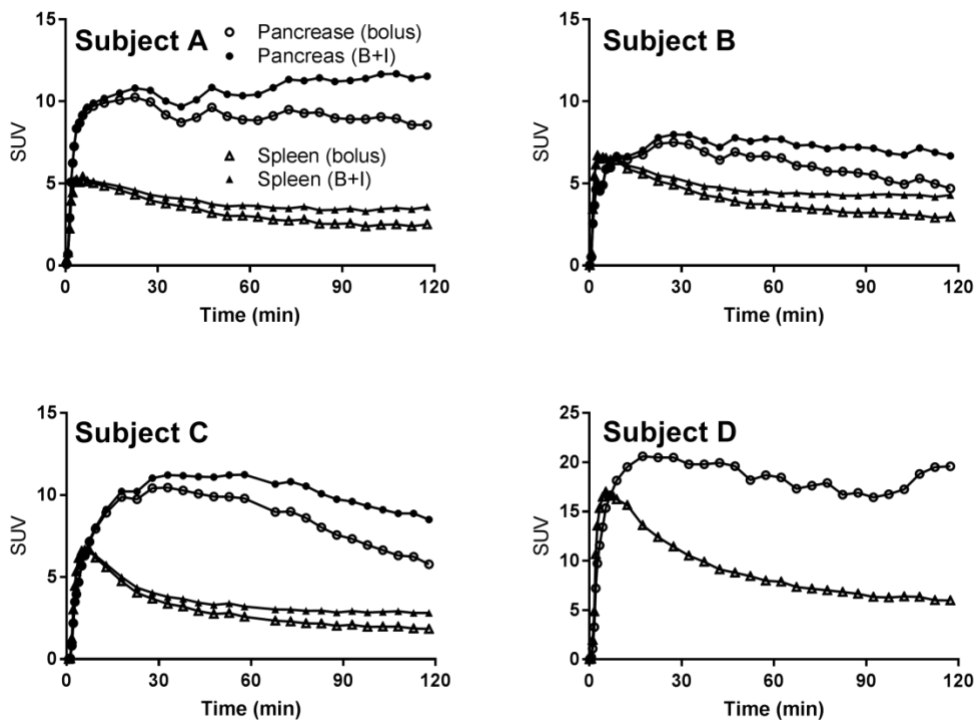 Subject A
Pancrease (bolus)
Pancreas (B+I)
Spleen (bolus)
Spleen (B+I)
SUV
15
10
5
0
0 30 60 90 120
Time (min)
Subject B
SUV
15
10
5
0
0 30 60 90 120
Time (min)
Subject C
SUV
15
10
5
0
0 30 60 90 120
Time (min)
Subject D
SUV
25
20
15
10
5
0
0 30 60 90 120
Time (min)